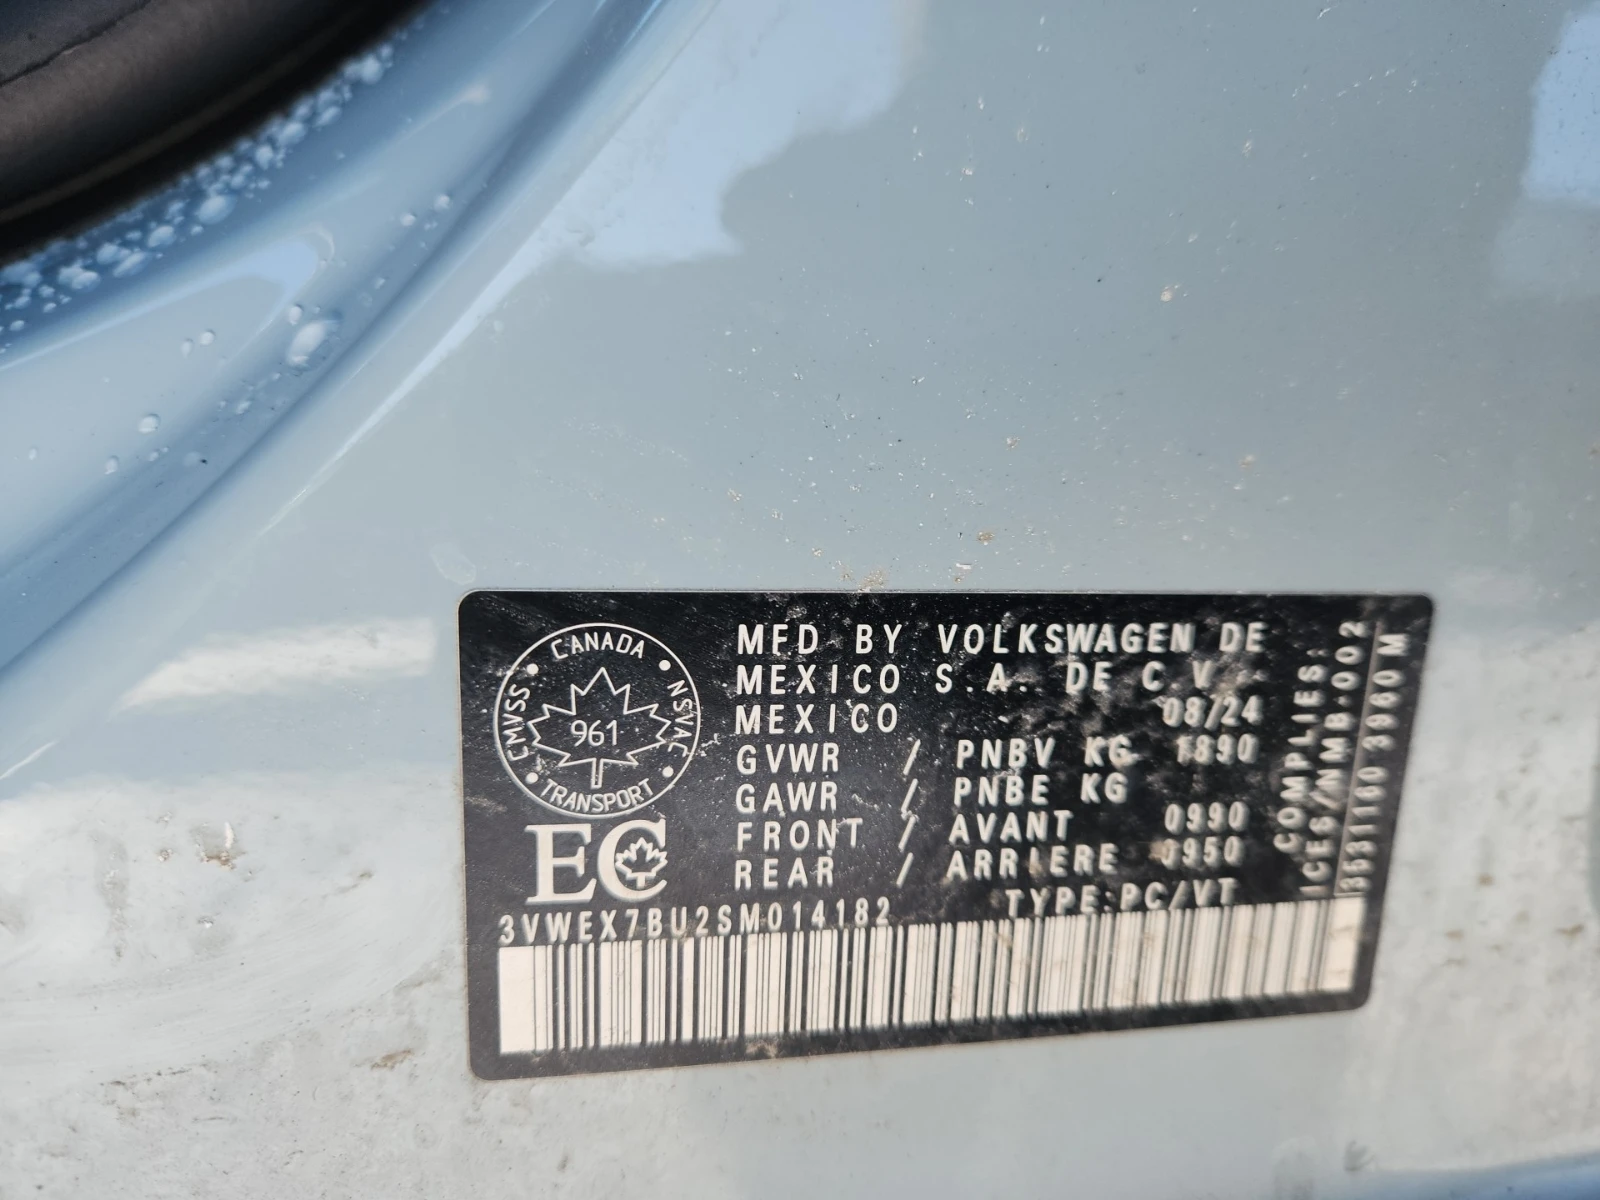 CANADA
CMVSS
NSVAC
961
TRANSPORT
EC
MFD BY VOLKSWAGEN DE
MEXICO S.A. DE C.V.
MEXICO 08/24
GVWR / PNBV KG 1890
GAWR / PNBE KG
FRONT / AVANT 0990
REAR / ARRIERE 0950
TYPE:PC/VT
3VWEX7BU2SM014182
COMPLIES:
ICES/NMB-002
3531160 3960 M